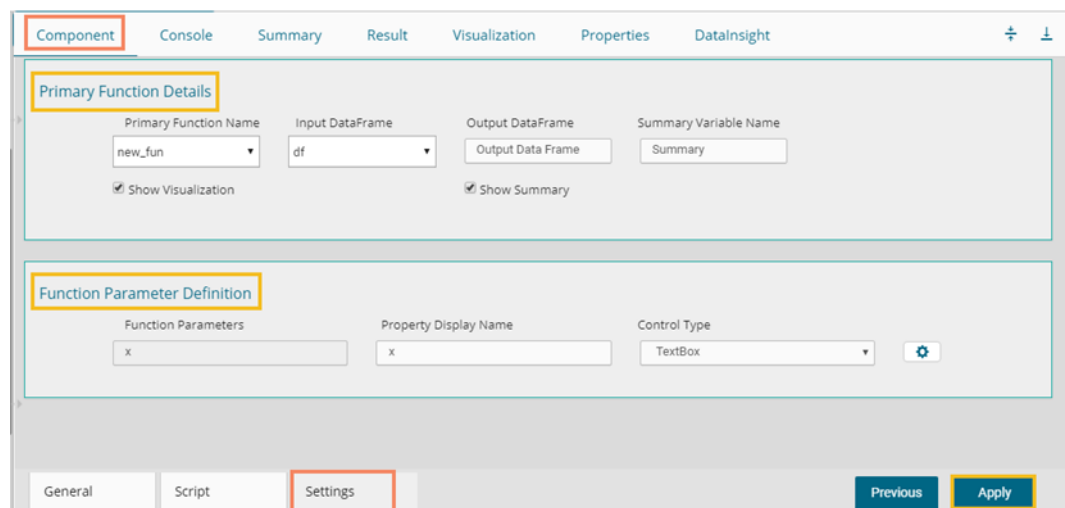 Component Console Summary Result Visualization Properties DataInsight
Primary Function Details
Primary Function Name Input DataFrame Output DataFrame Summary Variable Name
new_fun df Output Data Frame Summary
Show Visualization Show Summary
Function Parameter Definition
Function Parameters Property Display Name Control Type
x x TextBox
General Script Settings Previous Apply